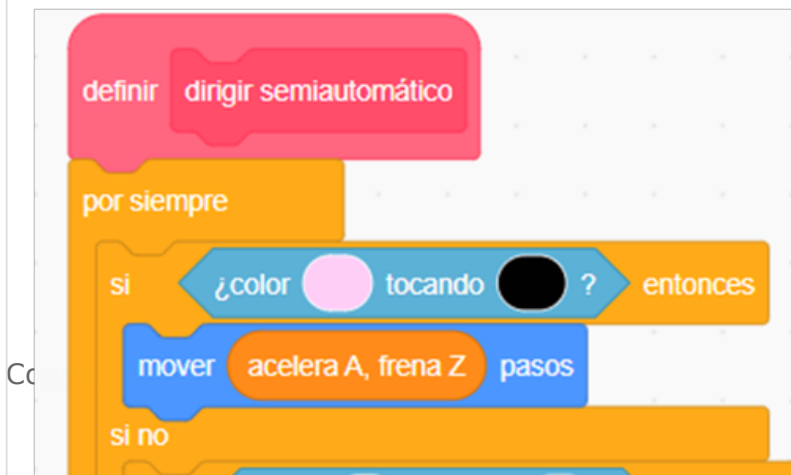 definir dirigir semiautomático
por siempre
si ¿color tocando ? entonces
mover acelera A, frena Z pasos
si no